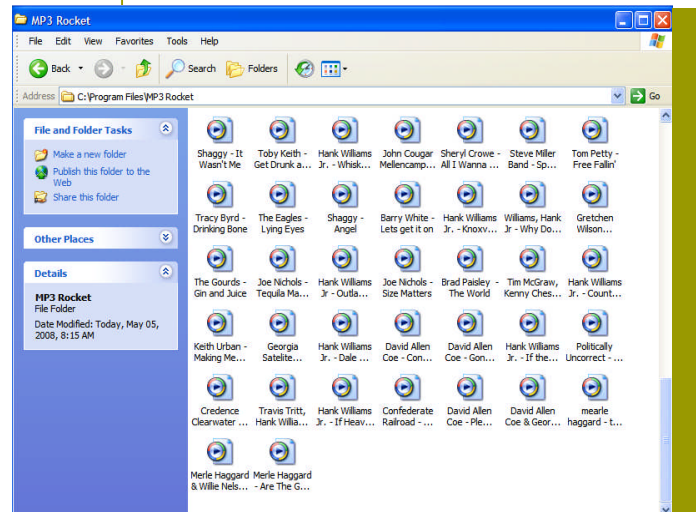 MP3 Rocket
File Edit View Favorites Tools Help
Back Search Folders
Address C:\Program Files\MP3 Rocket Go
File and Folder Tasks
Make a new folder
Publish this folder to the
Web
Share this folder
Other Places
Details
MP3 Rocket
File Folder
Date Modified: Today, May 05,
2008, 8:15 AM
Shaggy - It Toby Keith - Hank Williams John Cougar Sheryl Crowe - Steve Miller Tom Petty -
Wasn't Me Get Drunk a... Jr. - Whisk... Mellencamp... All I Wanna ... Band - Sp... Free Fallin'
Tracy Byrd - The Eagles - Shaggy - Barry White - Hank Williams Williams, Hank Gretchen
Drinking Bone Lying Eyes Angel Lets get it on Jr. - Knoxv... Jr - Why Do... Wilson...
The Gourds - Joe Nichols - Hank Williams Joe Nichols - Brad Paisley - Tim McGraw, Hank Williams
Gin and Juice Tequila Ma... Jr - Outla... Size Matters The World Kenny Ches... Jr. - Count...
Keith Urban - Georgia Hank Williams David Allen David Allen Hank Williams Politically
Making Me... Satelite... Jr. - Dale ... Coe - Con... Coe - Gon... Jr. - If the... Uncorrect - ...
Credence Travis Tritt, Hank Williams Confederate David Allen David Allen mearle
Clearwater ... Hank Willia... Jr. - If Heav... Railroad - ... Coe - Ple... Coe & Geor... haggard - t...
Merle Haggard Merle Haggard
& Willie Nels... - Are The G...